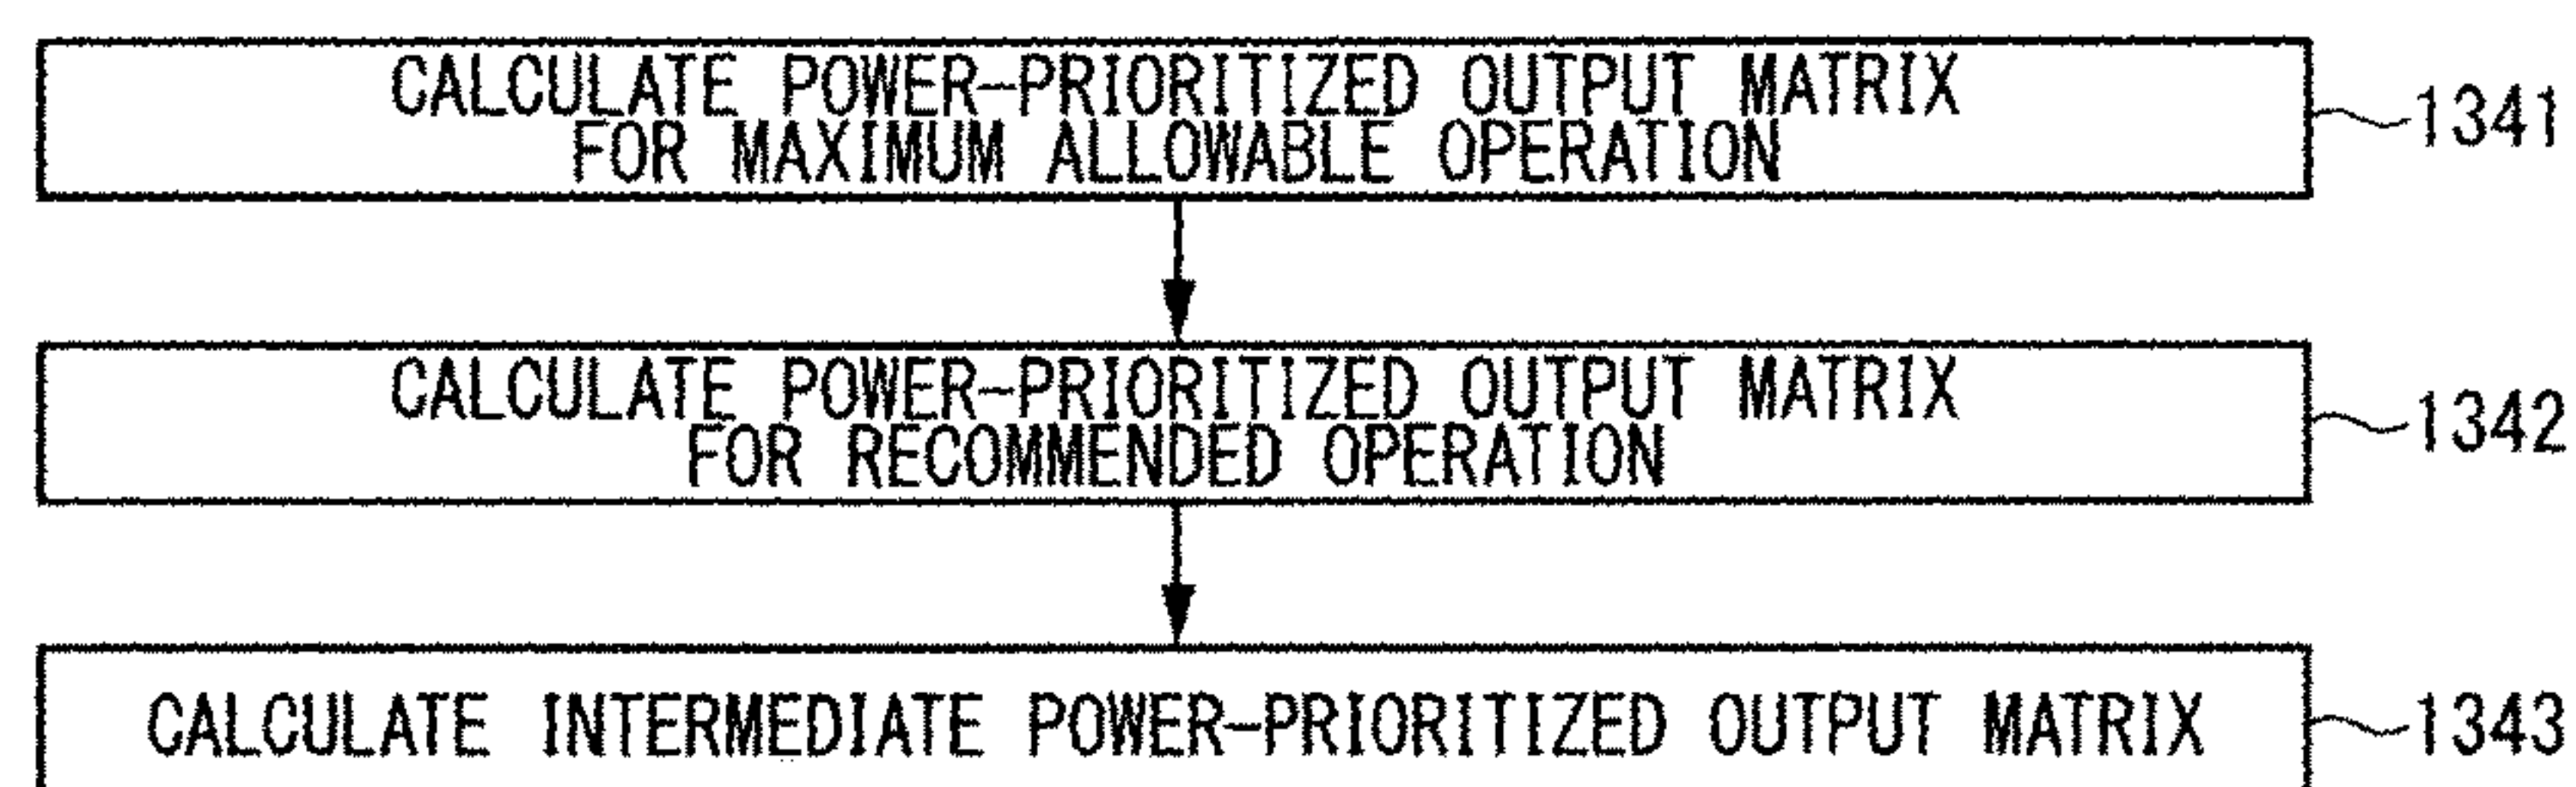 CALCULATE POWER-PRIORITIZED OUTPUT MATRIX
FOR MAXIMUM ALLOWABLE OPERATION
1341
CALCULATE POWER-PRIORITIZED OUTPUT MATRIX
FOR RECOMMENDED OPERATION
1342
CALCULATE INTERMEDIATE POWER-PRIORITIZED OUTPUT MATRIX
1343